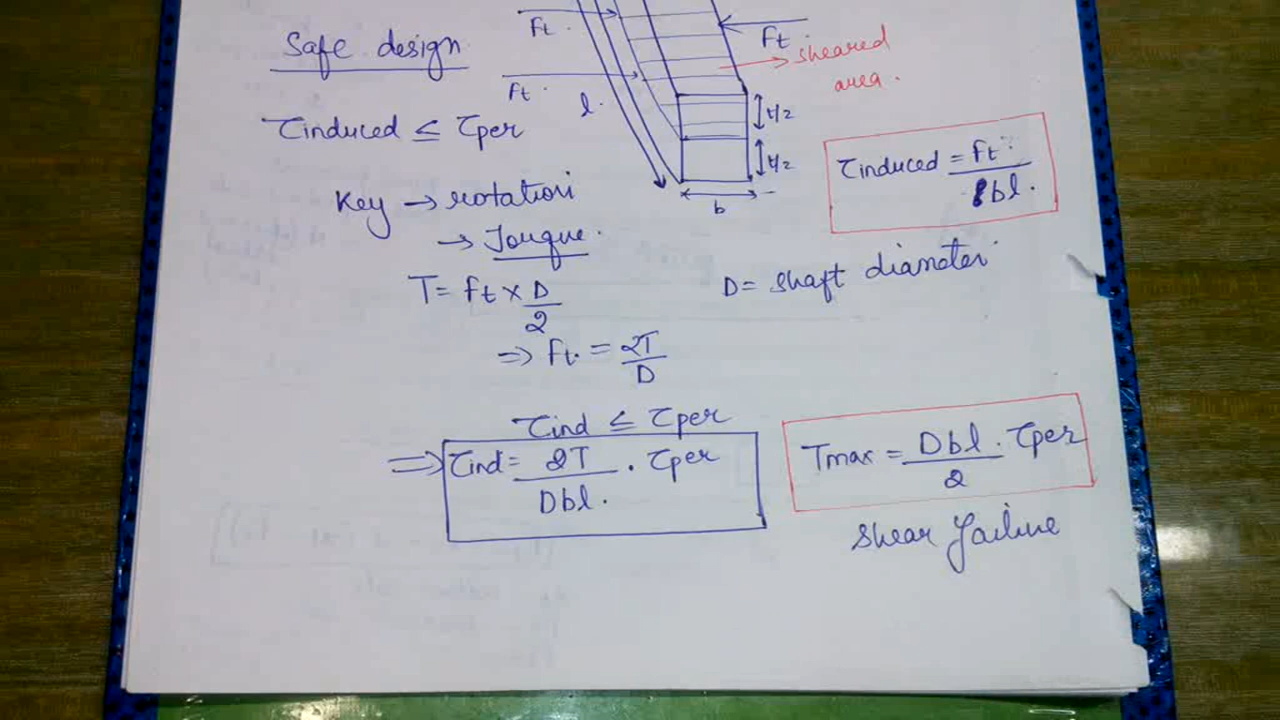 Ft.
Ft
Safe design
sheared
area.
Ft.
l.
t/2
τinduced ≤ τper
t/2
τinduced = Ft
bl.
Key → rotation
b
→ Torque.
T = Ft × D
2
D = shaft diameter
⇒ Ft. = 2T
D
τind ≤ τper
⇒ τind = 2T . τper
Dbl.
Tmax = Dbl . τper
2
shear failure